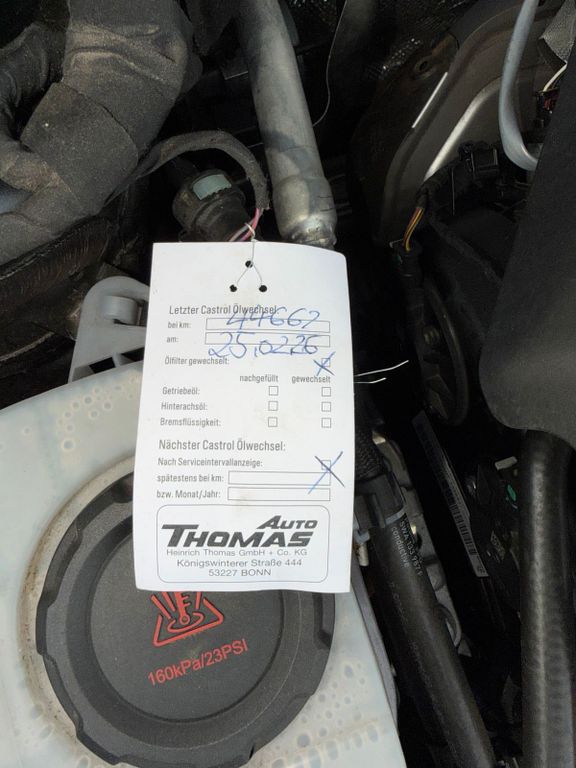 Letzter Castrol Ölwechsel:
bei km: 44662
am: 25.02.26
Ölfilter gewechselt:
nachgefüllt gewechselt
Getriebeöl:
Hinterachsöl:
Bremsflüssigkeit:
Nächster Castrol Ölwechsel:
Nach Serviceintervallanzeige:
spätestens bei km:
bzw. Monat/Jahr:
AUTO
THOMAS
Heinrich Thomas GmbH + Co. KG
Königswinterer Straße 444
53227 BONN
160kPa/23PSI
conductive